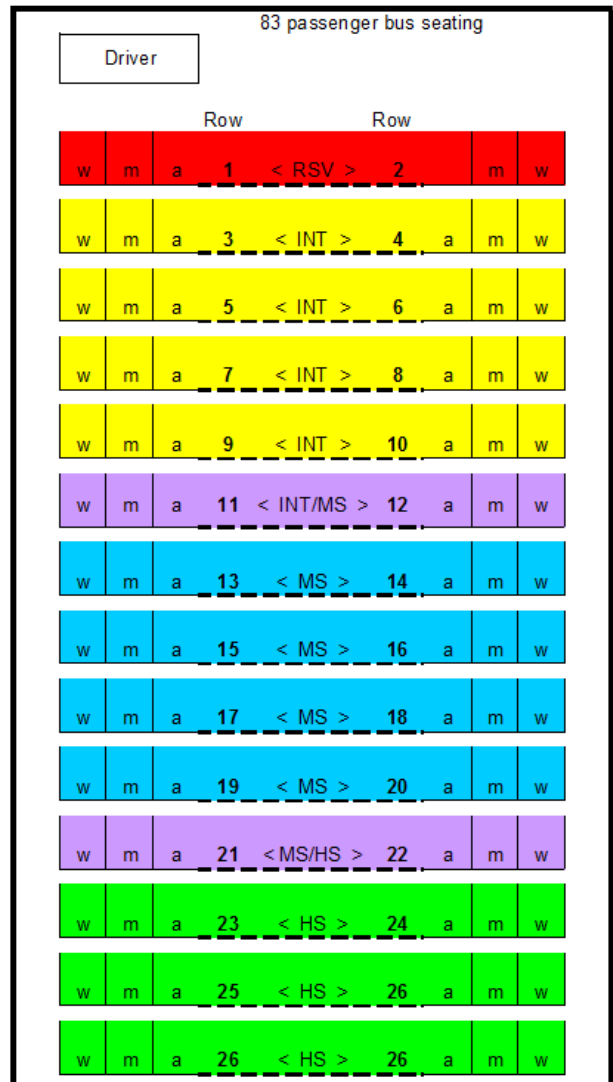 83 passenger bus seating
Driver
Row Row
w m a 1 < RSV > 2 m w
w m a 3 < INT > 4 a m w
w m a 5 < INT > 6 a m w
w m a 7 < INT > 8 a m w
w m a 9 < INT > 10 a m w
w m a 11 < INT/MS > 12 a m w
w m a 13 < MS > 14 a m w
w m a 15 < MS > 16 a m w
w m a 17 < MS > 18 a m w
w m a 19 < MS > 20 a m w
w m a 21 <MS/HS > 22 a m w
w m a 23 < HS > 24 a m w
w m a 25 < HS > 26 a m w
w m a 26 < HS > 26 a m w